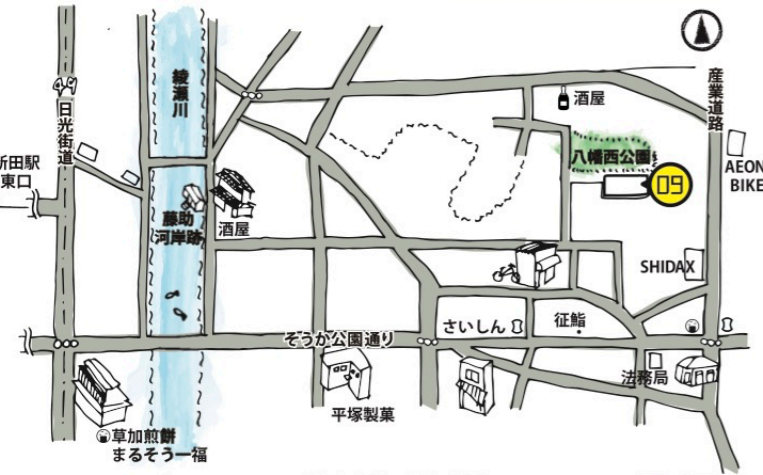 綾瀬川
日光街道
新田駅
東口
藤助
河岸跡
酒屋
酒屋
産業道路
八幡西公園
09
AEON
BIKE
SHIDAX
そうか公園通り
さいしん
征鮨
法務局
平塚製菓
草加煎餅
まるそう一福